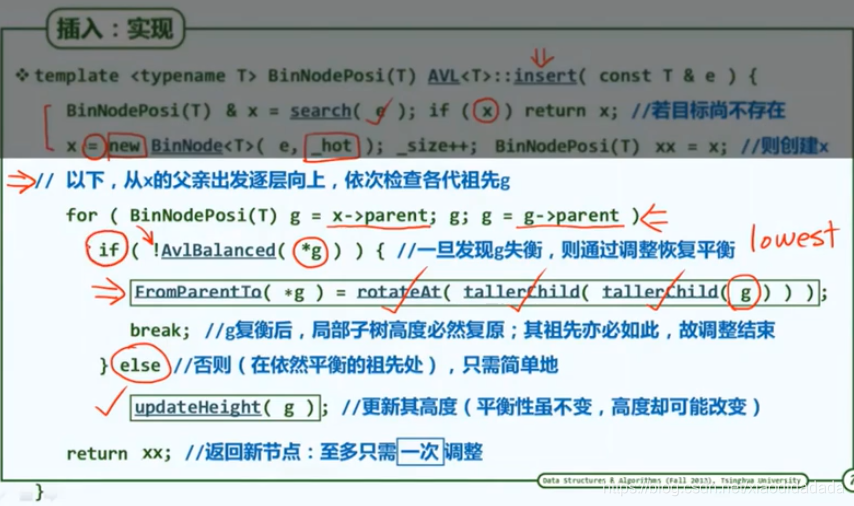 插入：实现
❖ template <typename T> BinNodePosi(T) AVL<T>::insert( const T & e ) {
BinNodePosi(T) & x = search( e ); if ( x ) return x; //若目标尚不存在
x = new BinNode<T>( e, _hot ); _size++; BinNodePosi(T) xx = x; //则创建x
// 以下，从x的父亲出发逐层向上，依次检查各代祖先g
for ( BinNodePosi(T) g = x->parent; g; g = g->parent )
if ( !AvlBalanced( *g ) ) { //一旦发现g失衡，则通过调整恢复平衡
lowest
FromParentTo( *g ) = rotateAt( tallerChild( tallerChild( g ) ) );
break; //g复衡后，局部子树高度必然复原；其祖先亦必如此，故调整结束
} else //否则（在依然平衡的祖先处），只需简单地
updateHeight( g ); //更新其高度（平衡性虽不变，高度却可能改变）
return xx; //返回新节点：至多只需一次调整
}
Data Structures & Algorithms (Fall 2013), Tsinghua University